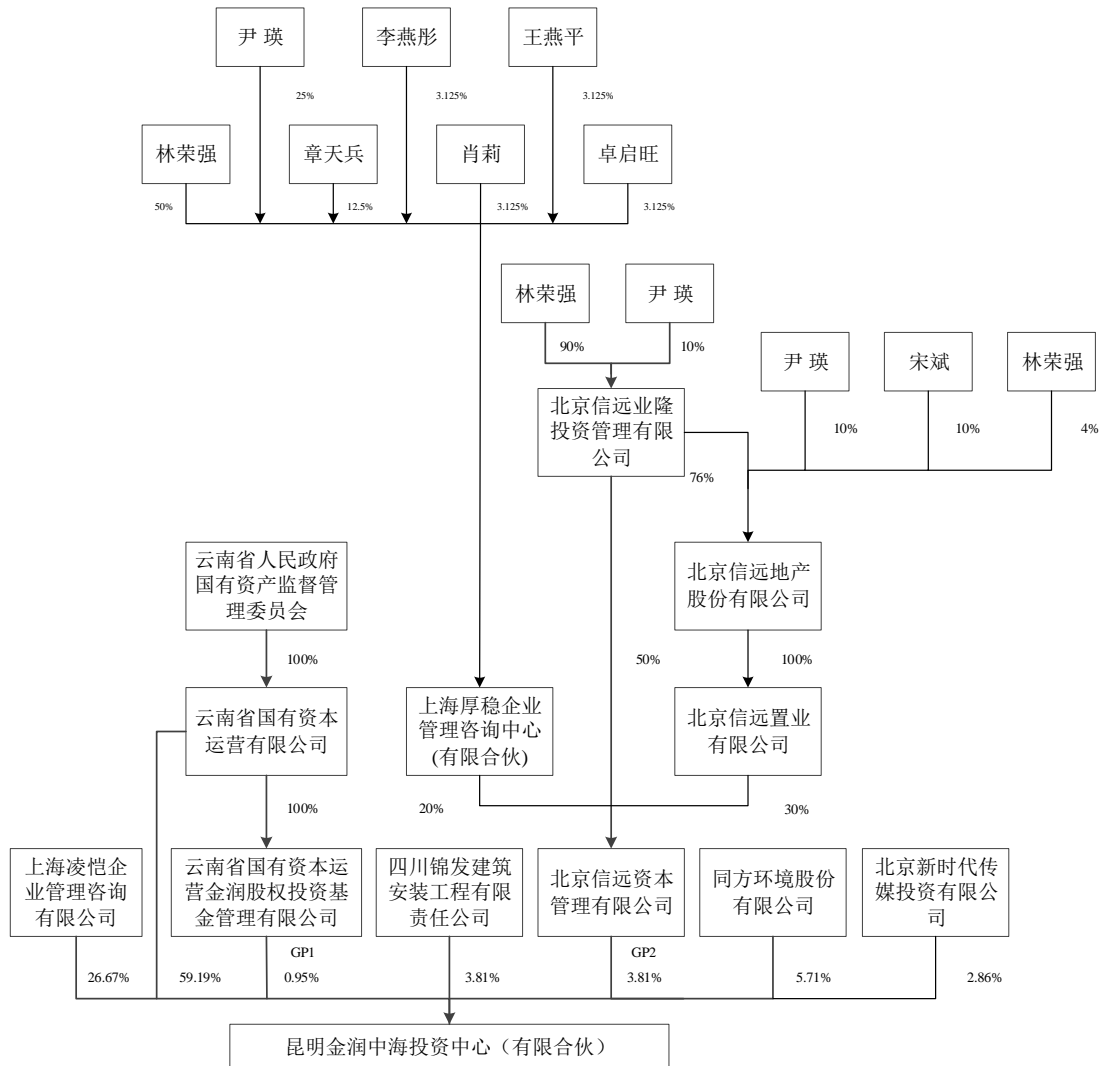 尹 瑛
李燕彤
王燕平
25%
3.125%
3.125%
林荣强
章天兵
肖莉
卓启旺
50%
12.5%
3.125%
3.125%
林荣强
尹 瑛
90%
10%
尹 瑛
宋斌
林荣强
北京信远业隆
投资管理有限
公司
10%
10%
4%
76%
云南省人民政府
国有资产监督管
理委员会
北京信远地产
股份有限公司
100%
50%
100%
云南省国有资本
运营有限公司
上海厚稳企业
管理咨询中心
(有限合伙)
北京信远置业
有限公司
100%
20%
30%
上海凌恺企
业管理咨询
有限公司
云南省国有资本运
营金润股权投资基
金管理有限公司
四川锦发建筑
安装工程有限
责任公司
北京信远资本
管理有限公司
同方环境股份
有限公司
北京新时代传
媒投资有限公
司
GP1
GP2
26.67%
59.19%
0.95%
3.81%
3.81%
5.71%
2.86%
昆明金润中海投资中心（有限合伙）